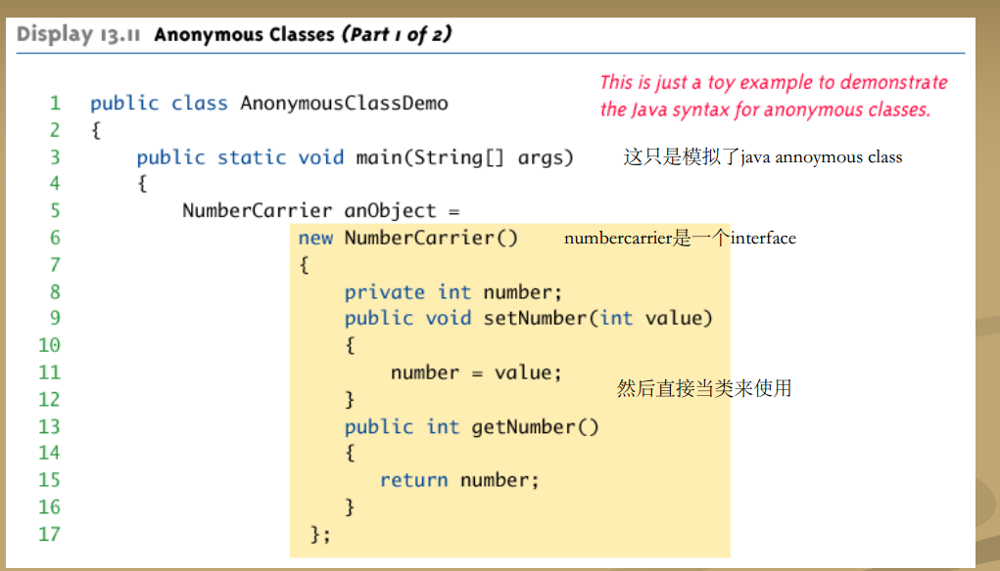 Display 13.11 Anonymous Classes (Part 1 of 2)
This is just a toy example to demonstrate
the Java syntax for anonymous classes.
1 public class AnonymousClassDemo
2 {
3 public static void main(String[] args) 这只是模拟了java annoymous class
4 {
5 NumberCarrier anObject =
6 new NumberCarrier() numbercarrier是一个interface
7 {
8 private int number;
9 public void setNumber(int value)
10 {
11 number = value;
然后直接当类来使用
12 }
13 public int getNumber()
14 {
15 return number;
16 }
17 };